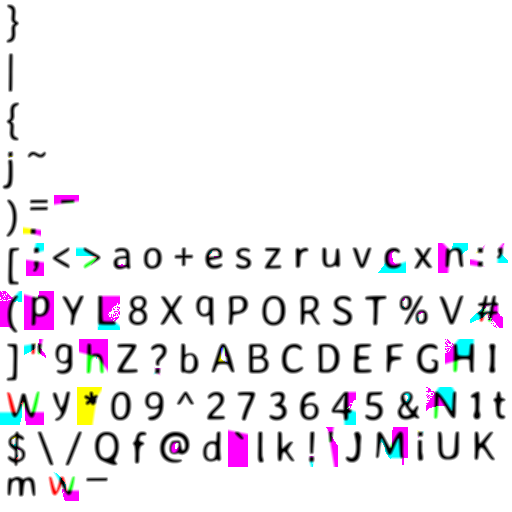 }
|
{
j ~
) = -
[ ; < > a o + e s z r u v c x n : ,
( p Y L 8 X q P O R S T % V #
] " g h Z ? b A B C D E F G H I
W y * 0 9 ^ 2 7 3 6 4 5 & N 1 t
$ \ / Q f @ d ` l k ! ' J M i U K
m w _